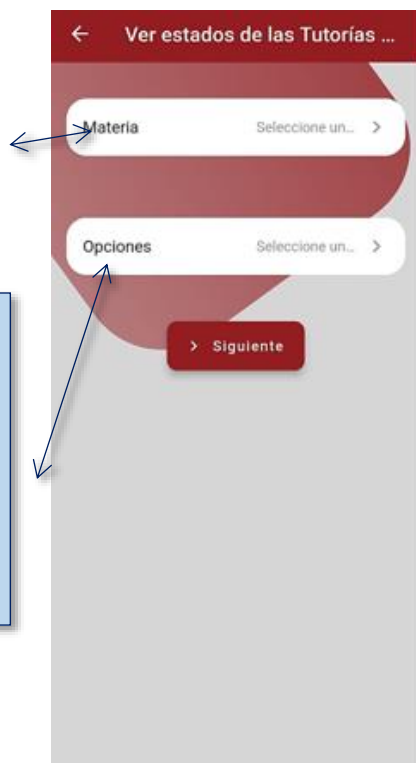 Ver estados de las Tutorías ...
Materia Seleccione un...
Opciones Seleccione un...
Siguiente